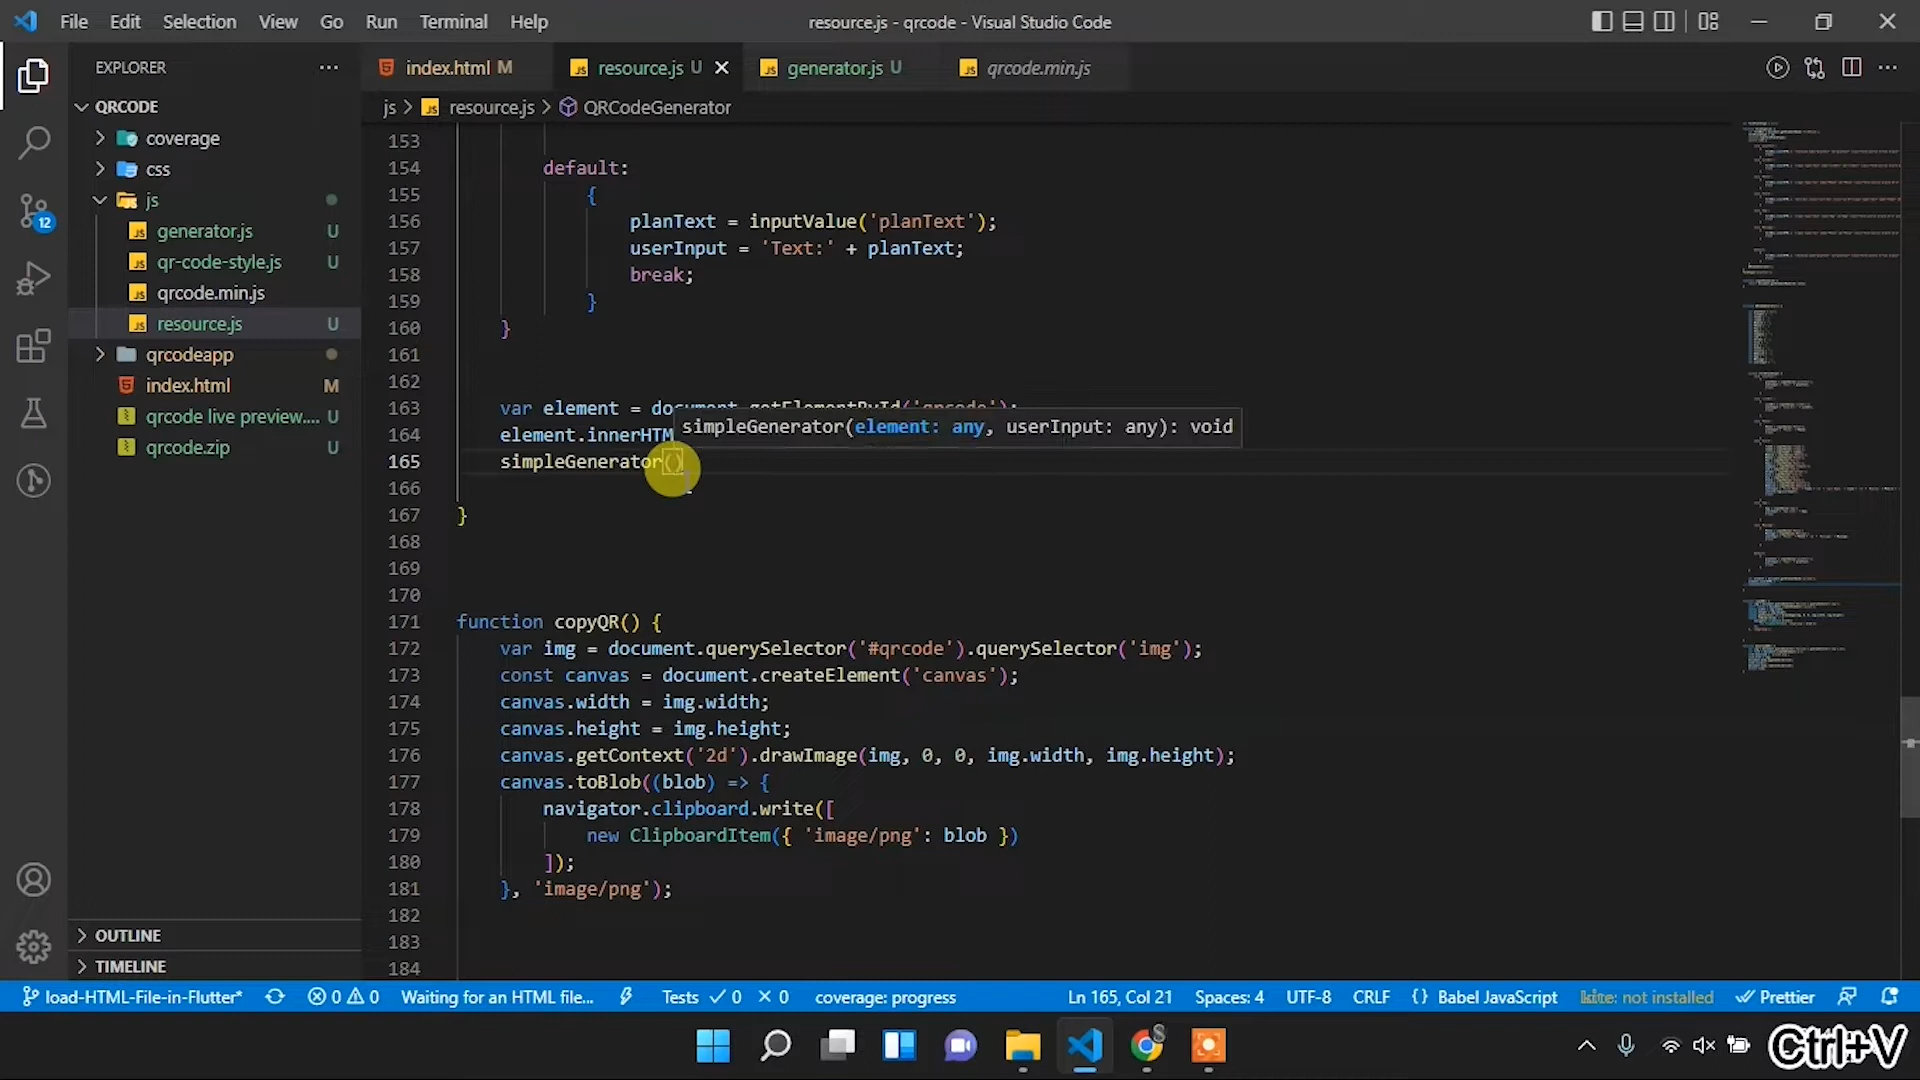 File Edit Selection View Go Run Terminal Help
resource.js - qrcode - Visual Studio Code
EXPLORER
index.html M
resource.js U
generator.js U
qrcode.min.js
js > resource.js > QRCodeGenerator
QRCODE
coverage
css
js
generator.js U
qr-code-style.js U
qrcode.min.js
resource.js U
qrcodeapp
index.html M
qrcode live preview.... U
qrcode.zip U
OUTLINE
TIMELINE
12
153
154 default:
155 {
156 planText = inputValue('planText');
157 userInput = 'Text:' + planText;
158 break;
159 }
160 }
161
162
163 var element = document.getElementById('qrcode');
simpleGenerator(element: any, userInput: any): void
164 element.innerHTM
165 simpleGenerator()
166
167 }
168
169
170
171 function copyQR() {
172 var img = document.querySelector('#qrcode').querySelector('img');
173 const canvas = document.createElement('canvas');
174 canvas.width = img.width;
175 canvas.height = img.height;
176 canvas.getContext('2d').drawImage(img, 0, 0, img.width, img.height);
177 canvas.toBlob((blob) => {
178 navigator.clipboard.write([
179 new ClipboardItem({ 'image/png': blob })
180 ]);
181 }, 'image/png');
182
183
184
load-HTML-File-in-Flutter* 0 0 Waiting for an HTML file... Tests 0 0 coverage: progress Ln 165, Col 21 Spaces: 4 UTF-8 CRLF {} Babel JavaScript kite: not installed Prettier
S
Ctrl+V